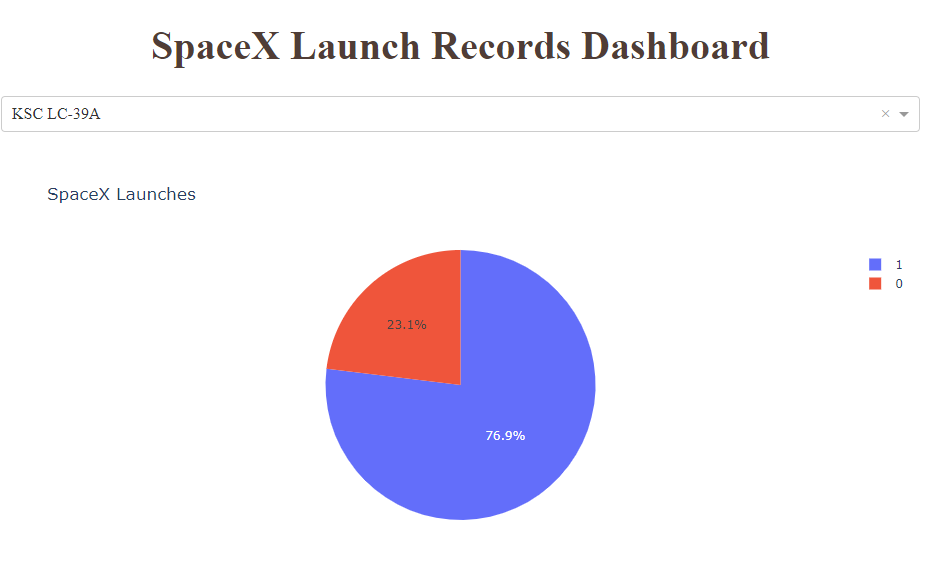 SpaceX Launch Records Dashboard
KSC LC-39A
SpaceX Launches
1
0
23.1%
76.9%